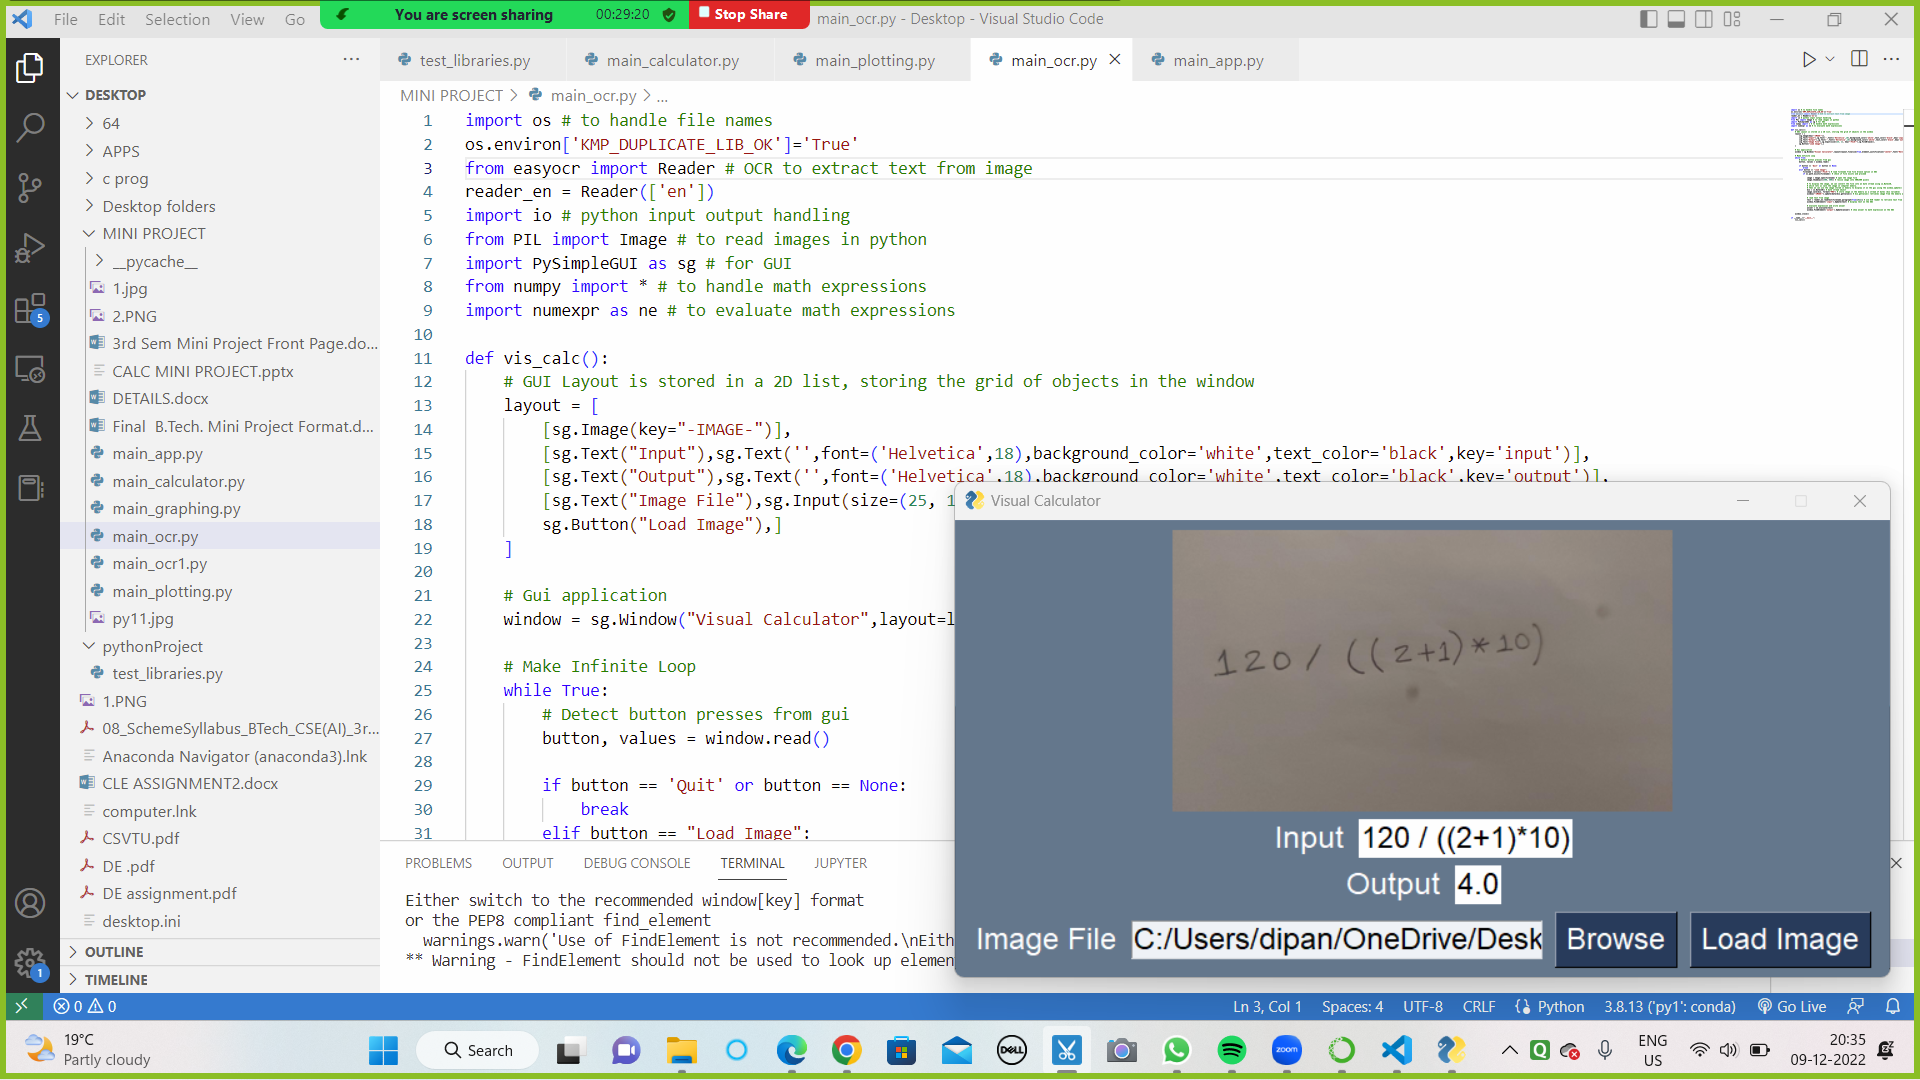 File Edit Selection View Go
You are screen sharing 00:29:20 Stop Share
main_ocr.py - Desktop - Visual Studio Code
EXPLORER
DESKTOP
64
APPS
c prog
Desktop folders
MINI PROJECT
__pycache__
1.jpg
2.PNG
3rd Sem Mini Project Front Page.do...
CALC MINI PROJECT.pptx
DETAILS.docx
Final B.Tech. Mini Project Format.d...
main_app.py
main_calculator.py
main_graphing.py
main_ocr.py
main_ocr1.py
main_plotting.py
py11.jpg
pythonProject
test_libraries.py
1.PNG
08_SchemeSyllabus_BTech_CSE(AI)_3r...
Anaconda Navigator (anaconda3).lnk
CLE ASSIGNMENT2.docx
computer.lnk
CSVTU.pdf
DE .pdf
DE assignment.pdf
desktop.ini
OUTLINE
TIMELINE
5
1
test_libraries.py main_calculator.py main_plotting.py main_ocr.py main_app.py
MINI PROJECT > main_ocr.py > ...
1 import os # to handle file names
2 os.environ['KMP_DUPLICATE_LIB_OK']='True'
3 from easyocr import Reader # OCR to extract text from image
4 reader_en = Reader(['en'])
5 import io # python input output handling
6 from PIL import Image # to read images in python
7 import PySimpleGUI as sg # for GUI
8 from numpy import * # to handle math expressions
9 import numexpr as ne # to evaluate math expressions
10
11 def vis_calc():
12 # GUI Layout is stored in a 2D list, storing the grid of objects in the window
13 layout = [
14 [sg.Image(key="-IMAGE-")],
15 [sg.Text("Input"),sg.Text('',font=('Helvetica',18),background_color='white',text_color='black',key='input')],
16 [sg.Text("Output"),sg.Text('',font=('Helvetica',18),background_color='white',text_color='black',key='output')],
17 [sg.Text("Image File"),sg.Input(size=(25, 1
18 sg.Button("Load Image"),]
19 ]
20
21 # Gui application
22 window = sg.Window("Visual Calculator",layout=l
23
24 # Make Infinite Loop
25 while True:
26 # Detect button presses from gui
27 button, values = window.read()
28
29 if button == 'Quit' or button == None:
30 break
31 elif button == "Load Image":
PROBLEMS OUTPUT DEBUG CONSOLE TERMINAL JUPYTER
Either switch to the recommended window[key] format
or the PEP8 compliant find_element
warnings.warn('Use of FindElement is not recommended.\nEith
** Warning - FindElement should not be used to look up elemen
Visual Calculator
120 / ((2+1)*10)
Input 120 / ((2+1)*10)
Output 4.0
Image File C:/Users/dipan/OneDrive/Desk Browse Load Image
0 0
Ln 3, Col 1 Spaces: 4 UTF-8 CRLF Python 3.8.13 ('py1': conda) Go Live
19°C
Partly cloudy
Search
DELL
zoom
ENG
US
20:35
09-12-2022